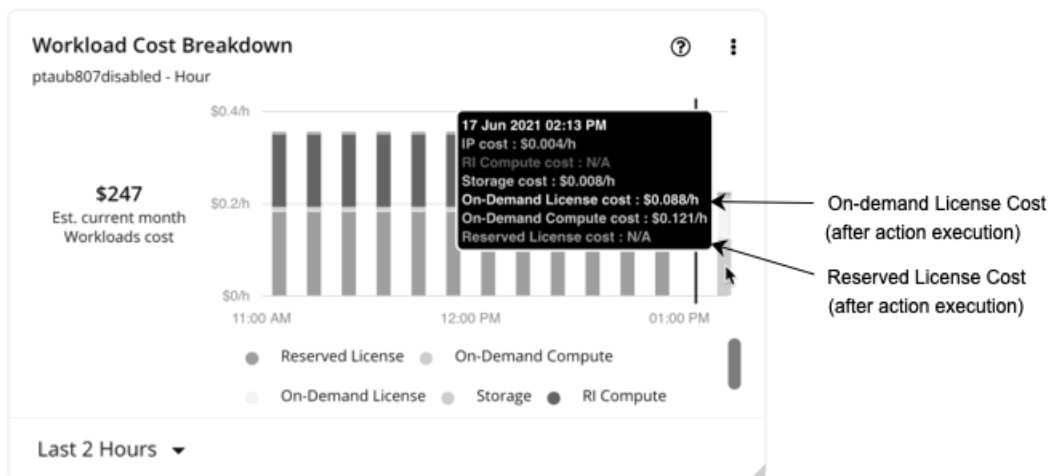 Workload Cost Breakdown
ptaub807disabled - Hour
$247
Est. current month
Workloads cost
$0.4/h
$0.2/h
$0/h
17 Jun 2021 02:13 PM
IP cost : $0.004/h
RI Compute cost : N/A
Storage cost : $0.008/h
On-Demand License cost : $0.088/h
On-Demand Compute cost : $0.121/h
Reserved License cost : N/A
11:00 AM 12:00 PM 01:00 PM
Reserved License On-Demand Compute
On-Demand License Storage RI Compute
Last 2 Hours
On-demand License Cost
(after action execution)
Reserved License Cost
(after action execution)